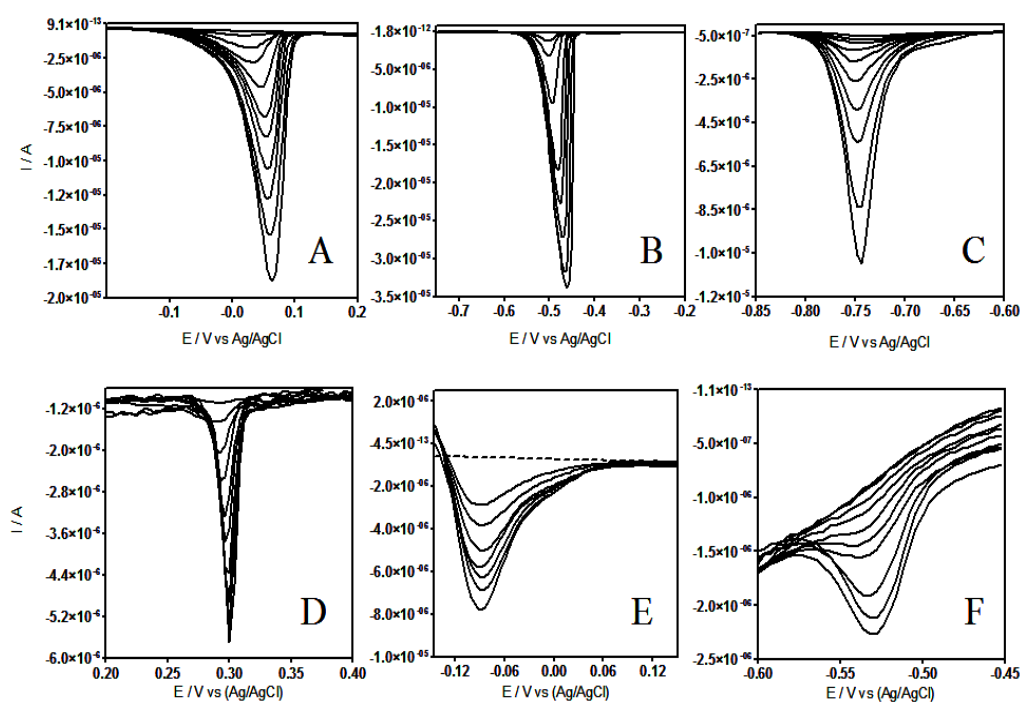 9.1×10⁻¹³
-2.5×10⁻⁰⁶
-5.0×10⁻⁰⁶
-7.5×10⁻⁰⁶
-1.0×10⁻⁰⁵
-1.2×10⁻⁰⁵
-1.5×10⁻⁰⁵
-1.7×10⁻⁰⁵
-2.0×10⁻⁰⁵
I / A
-0.1 -0.0 0.1 0.2
E / V vs Ag/AgCl
A
-1.8×10⁻¹²
-5.0×10⁻⁰⁶
-1.0×10⁻⁰⁵
-1.5×10⁻⁰⁵
-2.0×10⁻⁰⁵
-2.5×10⁻⁰⁵
-3.0×10⁻⁰⁵
-3.5×10⁻⁰⁵
-0.7 -0.6 -0.5 -0.4 -0.3 -0.2
E / V vs Ag/AgCl
B
-5.0×10⁻⁷
-2.5×10⁻⁶
-4.5×10⁻⁶
-6.5×10⁻⁶
-8.5×10⁻⁶
-1.0×10⁻⁵
-1.2×10⁻⁵
-0.85 -0.80 -0.75 -0.70 -0.65 -0.60
E / V vs Ag/AgCl
C
-1.2×10⁻⁶
-2.0×10⁻⁶
-2.8×10⁻⁶
-3.6×10⁻⁶
-4.4×10⁻⁶
-5.2×10⁻⁶
-6.0×10⁻⁶
I / A
0.20 0.25 0.30 0.35 0.40
E / V vs (Ag/AgCl)
D
2.0×10⁻⁰⁶
-4.5×10⁻¹³
-2.0×10⁻⁰⁶
-4.0×10⁻⁰⁶
-6.0×10⁻⁰⁶
-8.0×10⁻⁰⁶
-1.0×10⁻⁰⁵
-0.12 -0.06 0.00 0.06 0.12
E / V vs (Ag/AgCl)
E
-1.1×10⁻¹³
-5.0×10⁻⁰⁷
-1.0×10⁻⁰⁶
-1.5×10⁻⁰⁶
-2.0×10⁻⁰⁶
-2.5×10⁻⁰⁶
-0.60 -0.55 -0.50 -0.45
E / V vs (Ag/AgCl)
F